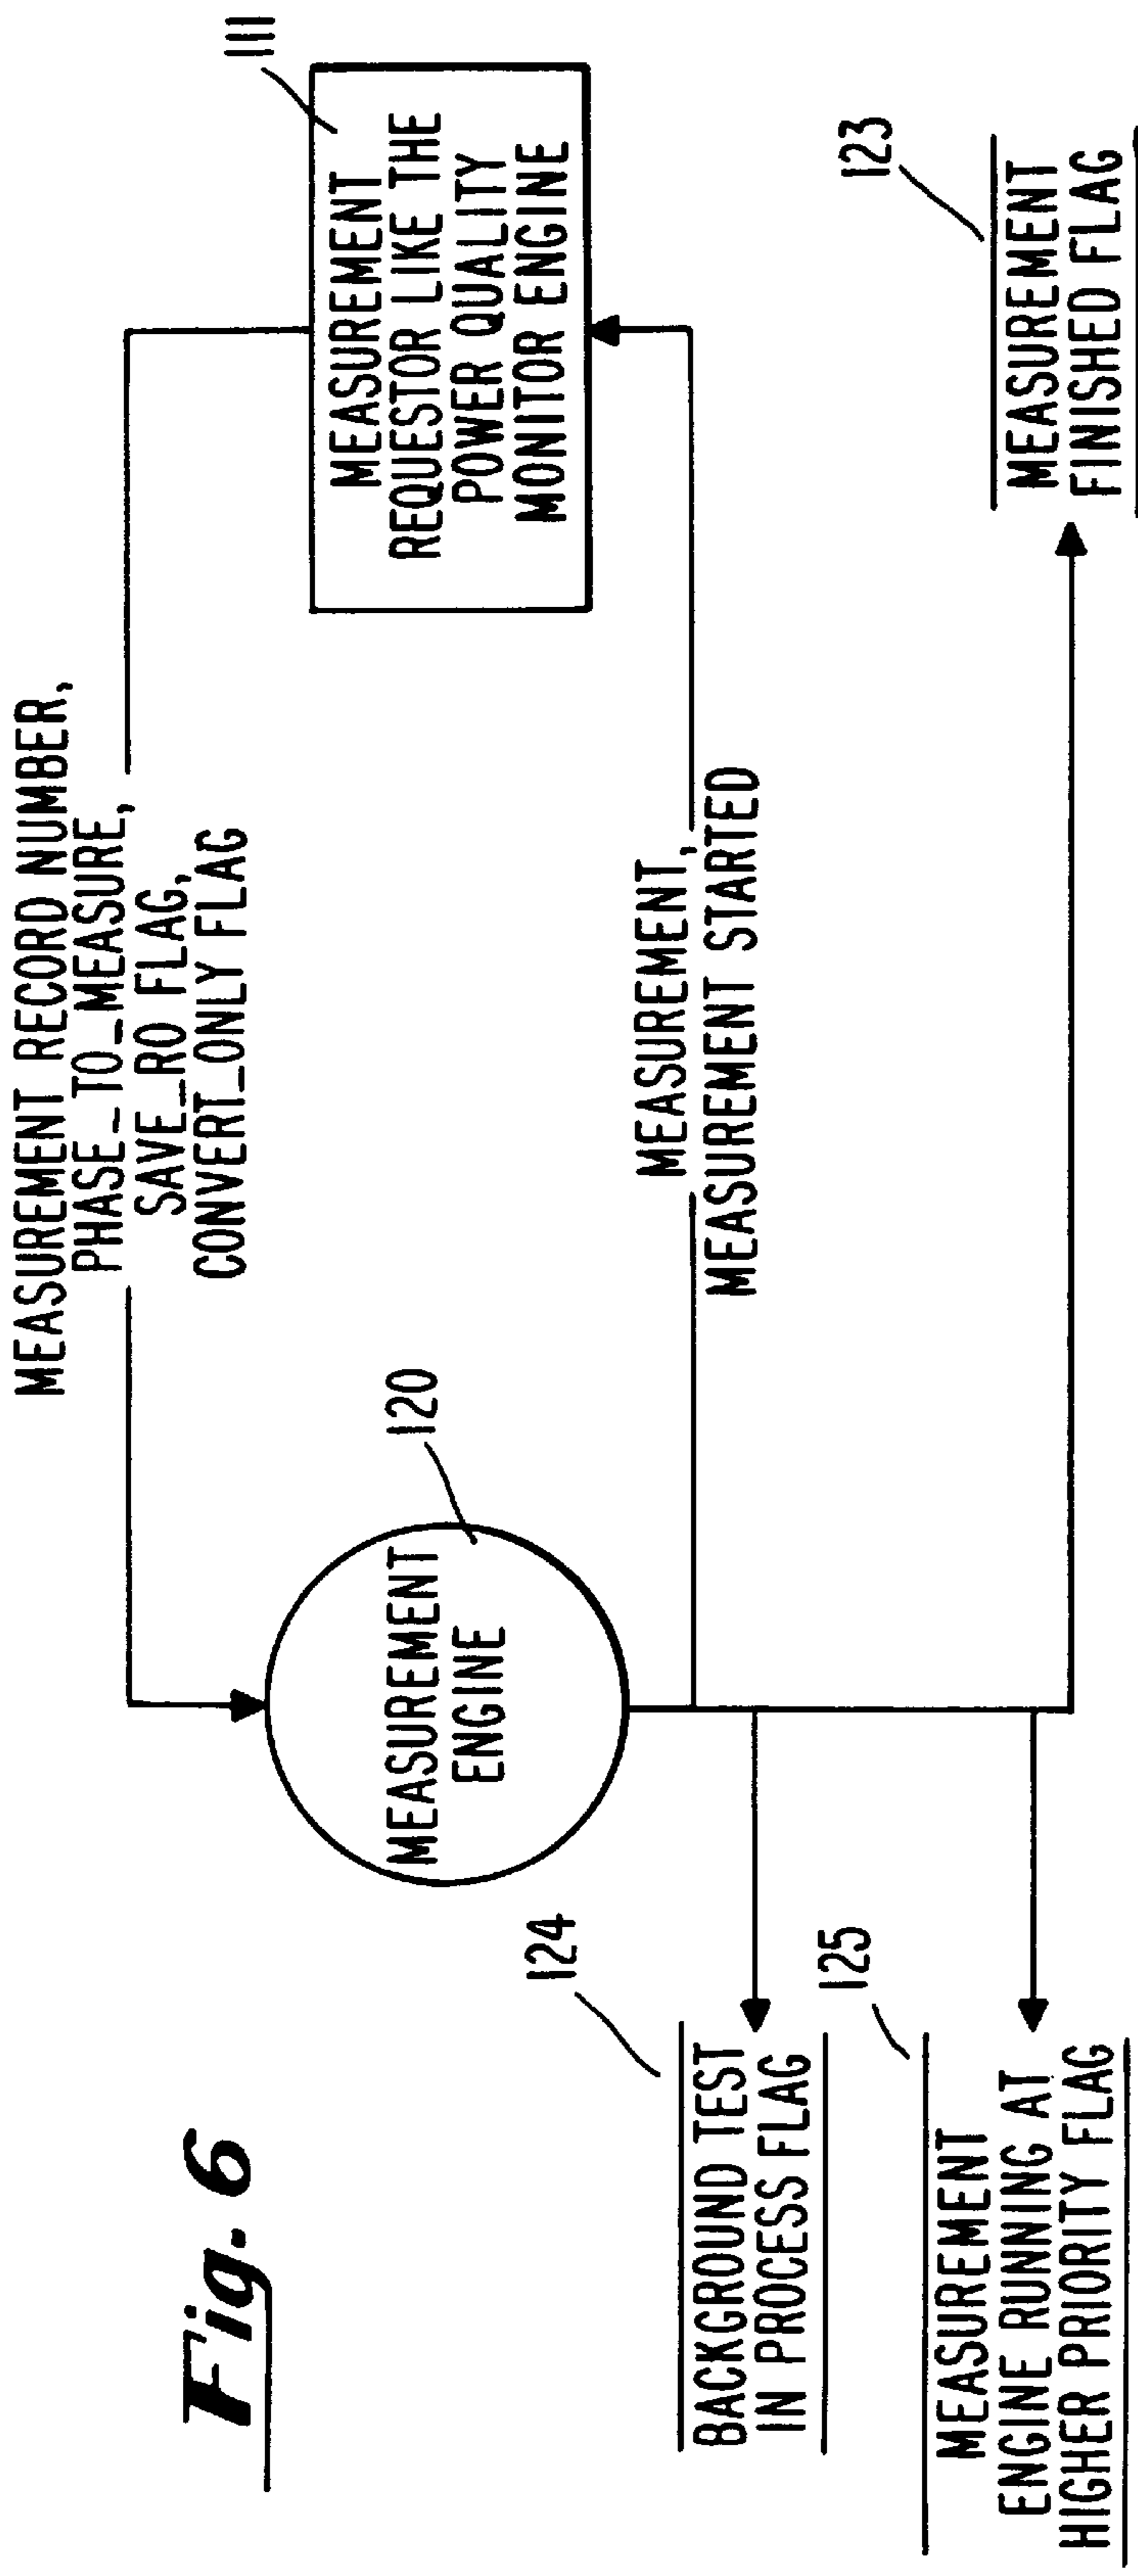 MEASUREMENT RECORD NUMBER,
PHASE_TO_MEASURE,
SAVE_RO FLAG,
CONVERT_ONLY FLAG
111
MEASUREMENT
REQUESTOR LIKE THE
POWER QUALITY
MONITOR ENGINE
120
MEASUREMENT
ENGINE
MEASUREMENT,
MEASUREMENT STARTED
Fig. 6
124
BACKGROUND TEST
IN PROCESS FLAG
125
MEASUREMENT
ENGINE RUNNING AT
HIGHER PRIORITY FLAG
123
MEASUREMENT
FINISHED FLAG